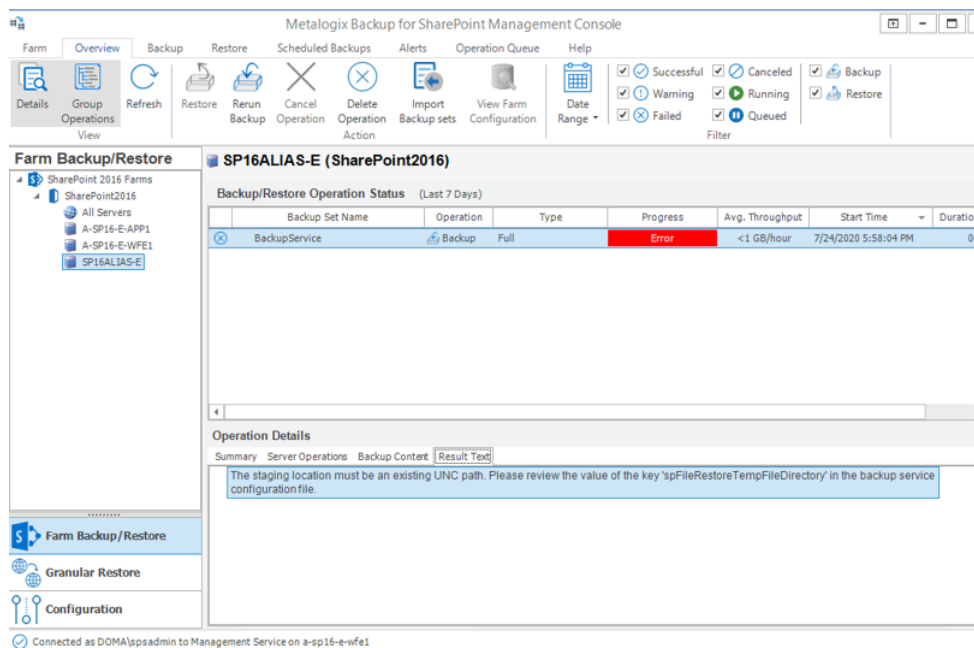 Metalogix Backup for SharePoint Management Console
Farm Overview Backup Restore Scheduled Backups Alerts Operation Queue Help
Details Group Operations Refresh Restore Rerun Backup Cancel Operation Delete Operation Import Backup sets View Farm Configuration Date Range
Successful Canceled Backup
Warning Running Restore
Failed Queued
View Action Filter
Farm Backup/Restore
SharePoint 2016 Farms
SharePoint2016
All Servers
A-SP16-E-APP1
A-SP16-E-WFE1
SP16ALIAS-E
SP16ALIAS-E (SharePoint2016)
Backup/Restore Operation Status (Last 7 Days)
Backup Set Name Operation Type Progress Avg. Throughput Start Time Duratio
BackupService Backup Full Error <1 GB/hour 7/24/2020 5:58:04 PM 0
Operation Details
Summary Server Operations Backup Content Result Text
The staging location must be an existing UNC path. Please review the value of the key 'spFileRestoreTempFileDirectory' in the backup service
configuration file.
Farm Backup/Restore
Granular Restore
Configuration
Connected as DOMA\spsadmin to Management Service on a-sp16-e-wfe1